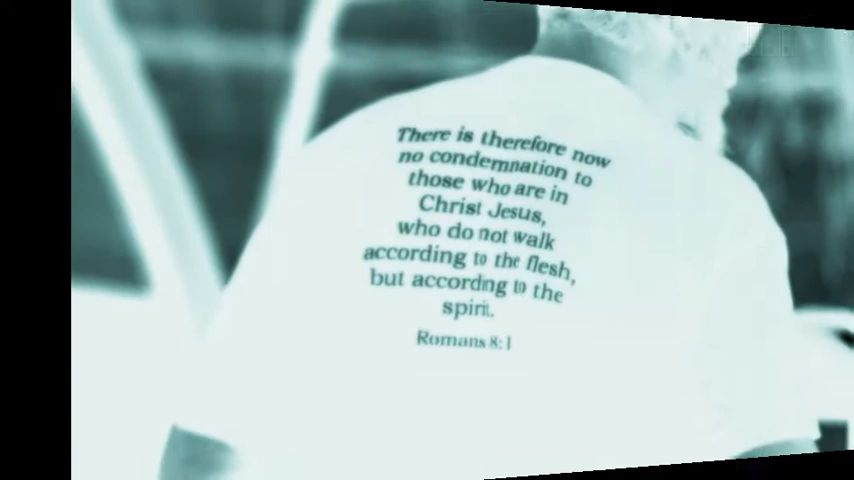 There is therefore now
no condemnation to
those who are in
Christ Jesus,
who do not walk
according to the flesh,
but according to the
spirit.
Romans 8:1